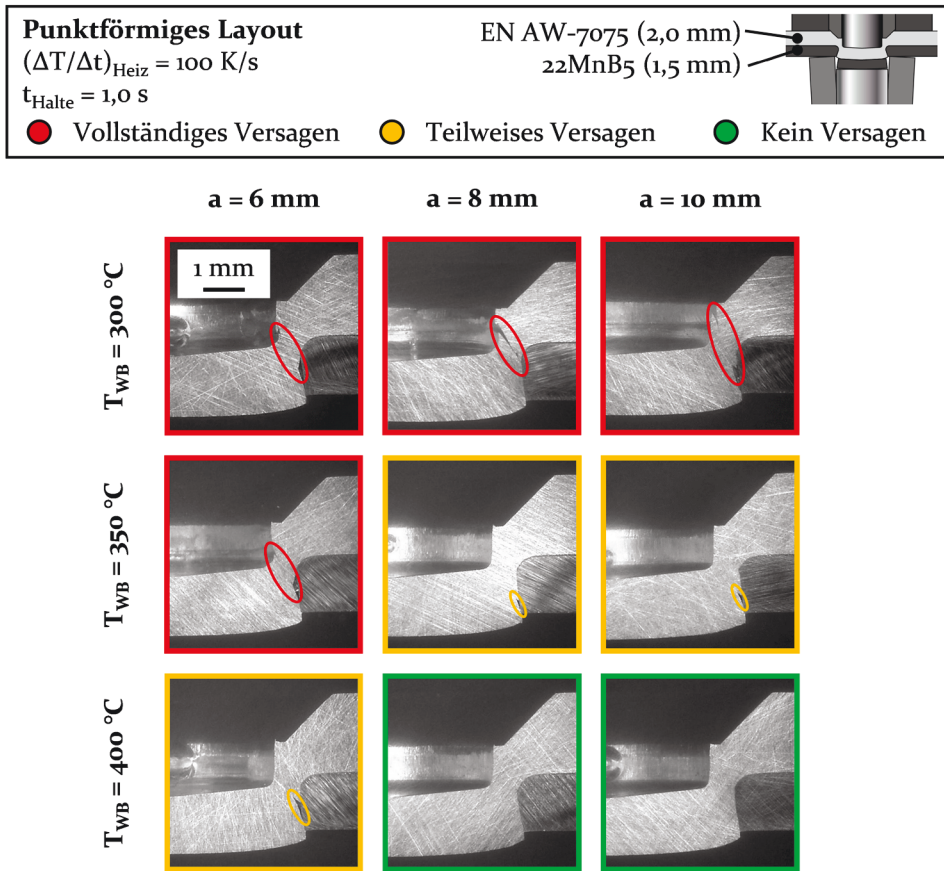 Punktförmiges Layout
(ΔT/Δt)Heiz = 100 K/s
tHalte = 1,0 s
EN AW-7075 (2,0 mm)
22MnB5 (1,5 mm)
Vollständiges Versagen
Teilweises Versagen
Kein Versagen
a = 6 mm
a = 8 mm
a = 10 mm
TWB = 300 °C
1 mm
TWB = 350 °C
TWB = 400 °C